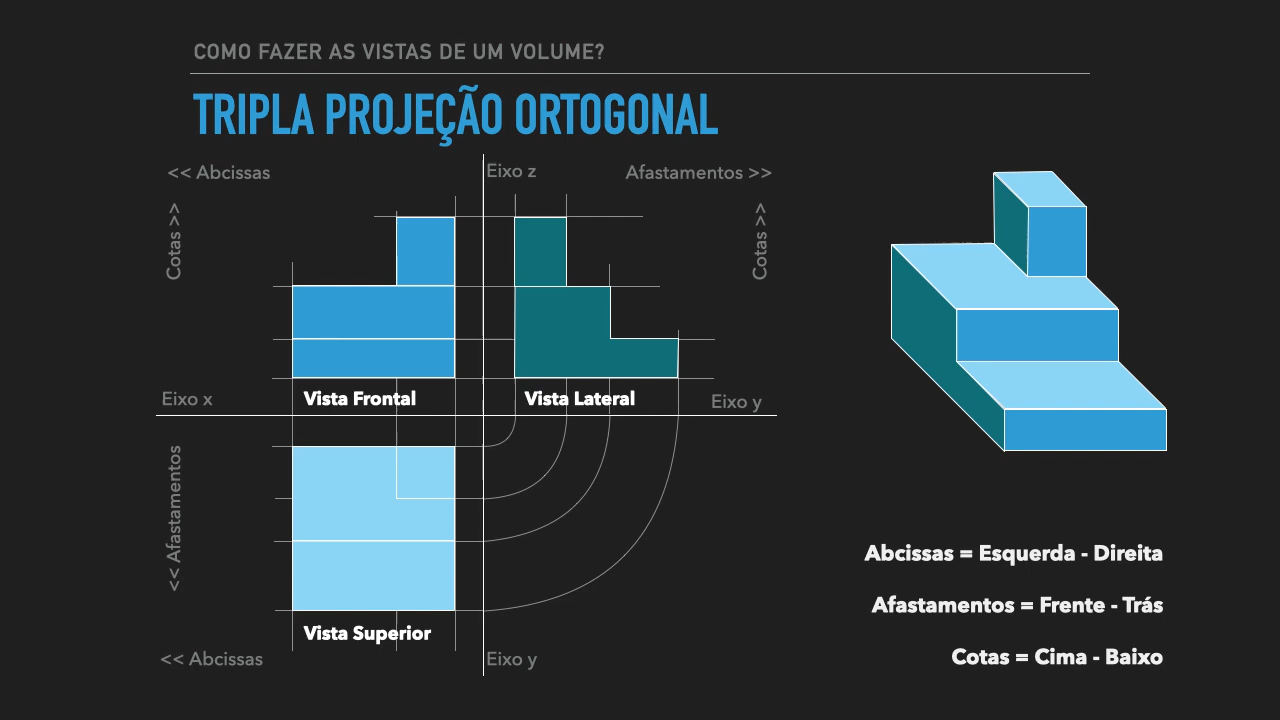 COMO FAZER AS VISTAS DE UM VOLUME?
TRIPLA PROJEÇÃO ORTOGONAL
<< Abcissas
Eixo z
Afastamentos >>
Cotas >>
Cotas >>
Eixo x
Vista Frontal
Vista Lateral
Eixo y
<< Afastamentos
Vista Superior
<< Abcissas
Eixo y
Abcissas = Esquerda - Direita
Afastamentos = Frente - Trás
Cotas = Cima - Baixo